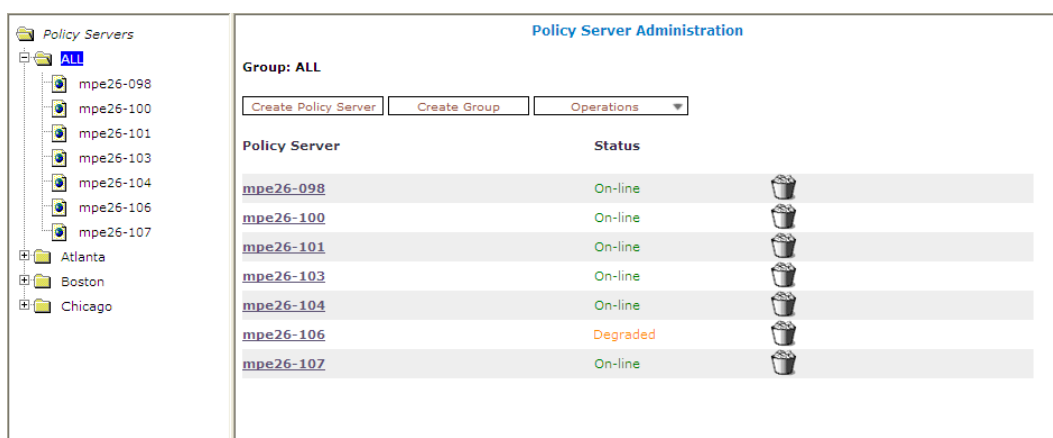 Policy Servers
ALL
mpe26-098
mpe26-100
mpe26-101
mpe26-103
mpe26-104
mpe26-106
mpe26-107
Atlanta
Boston
Chicago
Policy Server Administration
Group: ALL
Create Policy Server Create Group Operations
Policy Server Status
mpe26-098 On-line
mpe26-100 On-line
mpe26-101 On-line
mpe26-103 On-line
mpe26-104 On-line
mpe26-106 Degraded
mpe26-107 On-line